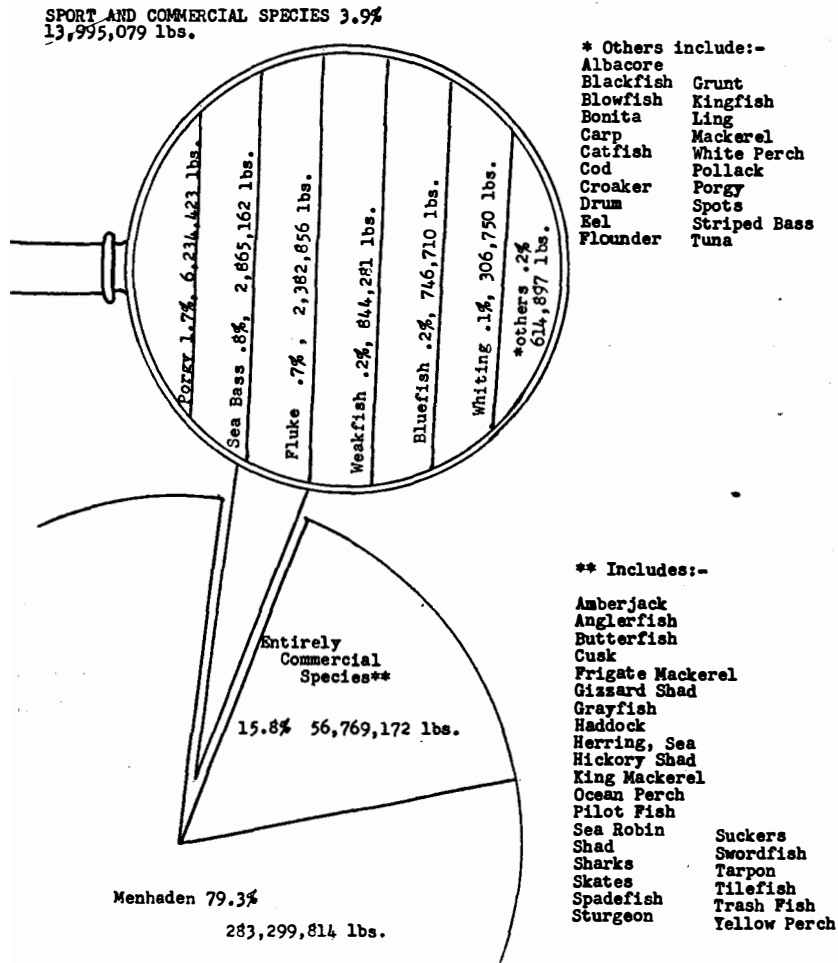 SPORT AND COMMERCIAL SPECIES 3.9%
13,995,079 lbs.
* Others include:-
Albacore
Blackfish Grunt
Blowfish Kingfish
Bonita Ling
Carp Mackerel
Catfish White Perch
Cod Pollack
Croaker Porgy
Drum Spots
Eel Striped Bass
Flounder Tuna
Porgy 1.7%, 6,234,423 lbs.
Sea Bass .8%, 2,865,162 lbs.
Fluke .7%, 2,382,856 lbs.
Weakfish .2%, 844,281 lbs.
Bluefish .2%, 746,710 lbs.
Whiting .1%, 306,750 lbs.
*others .2%
614,897 lbs.
Entirely
Commercial
Species**
15.8% 56,769,172 lbs.
Menhaden 79.3%
283,299,814 lbs.
** Includes:-
Amberjack
Anglerfish
Butterfish
Cusk
Frigate Mackerel
Gizzard Shad
Grayfish
Haddock
Herring, Sea
Hickory Shad
King Mackerel
Ocean Perch
Pilot Fish
Sea Robin Suckers
Shad Swordfish
Sharks Tarpon
Skates Tilefish
Spadefish Trash Fish
Sturgeon Yellow Perch